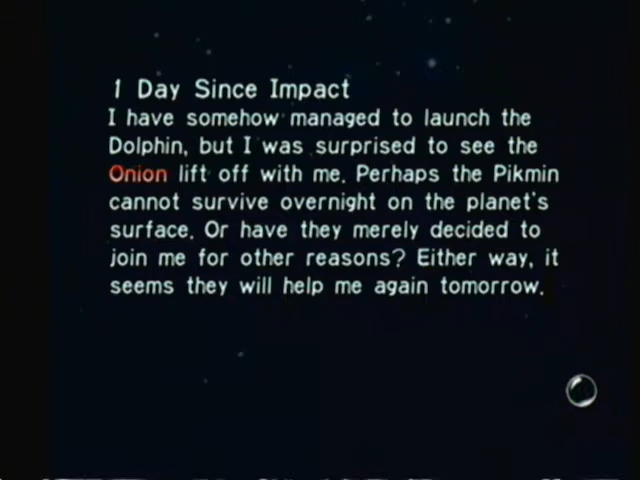 1 Day Since Impact
I have somehow managed to launch the
Dolphin, but I was surprised to see the
Onion lift off with me. Perhaps the Pikmin
cannot survive overnight on the planet's
surface. Or have they merely decided to
join me for other reasons? Either way, it
seems they will help me again tomorrow.